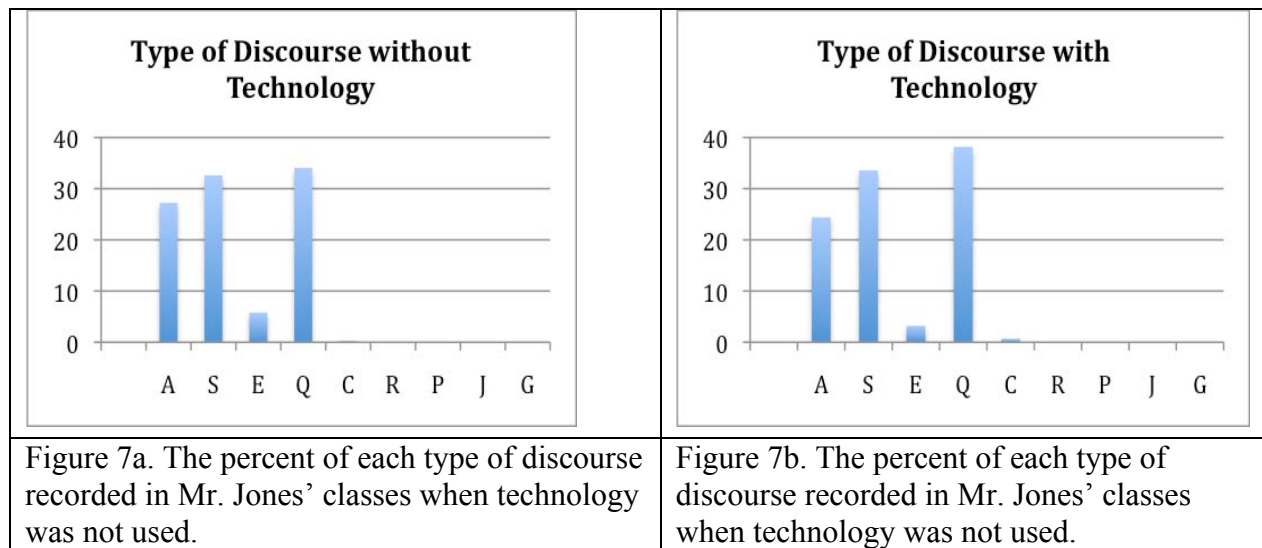 Type of Discourse without
Technology
40
30
20
10
0
A S E Q C R P J G
Figure 7a. The percent of each type of discourse
recorded in Mr. Jones’ classes when technology
was not used.
Type of Discourse with
Technology
40
30
20
10
0
A S E Q C R P J G
Figure 7b. The percent of each type of
discourse recorded in Mr. Jones’ classes
when technology was not used.